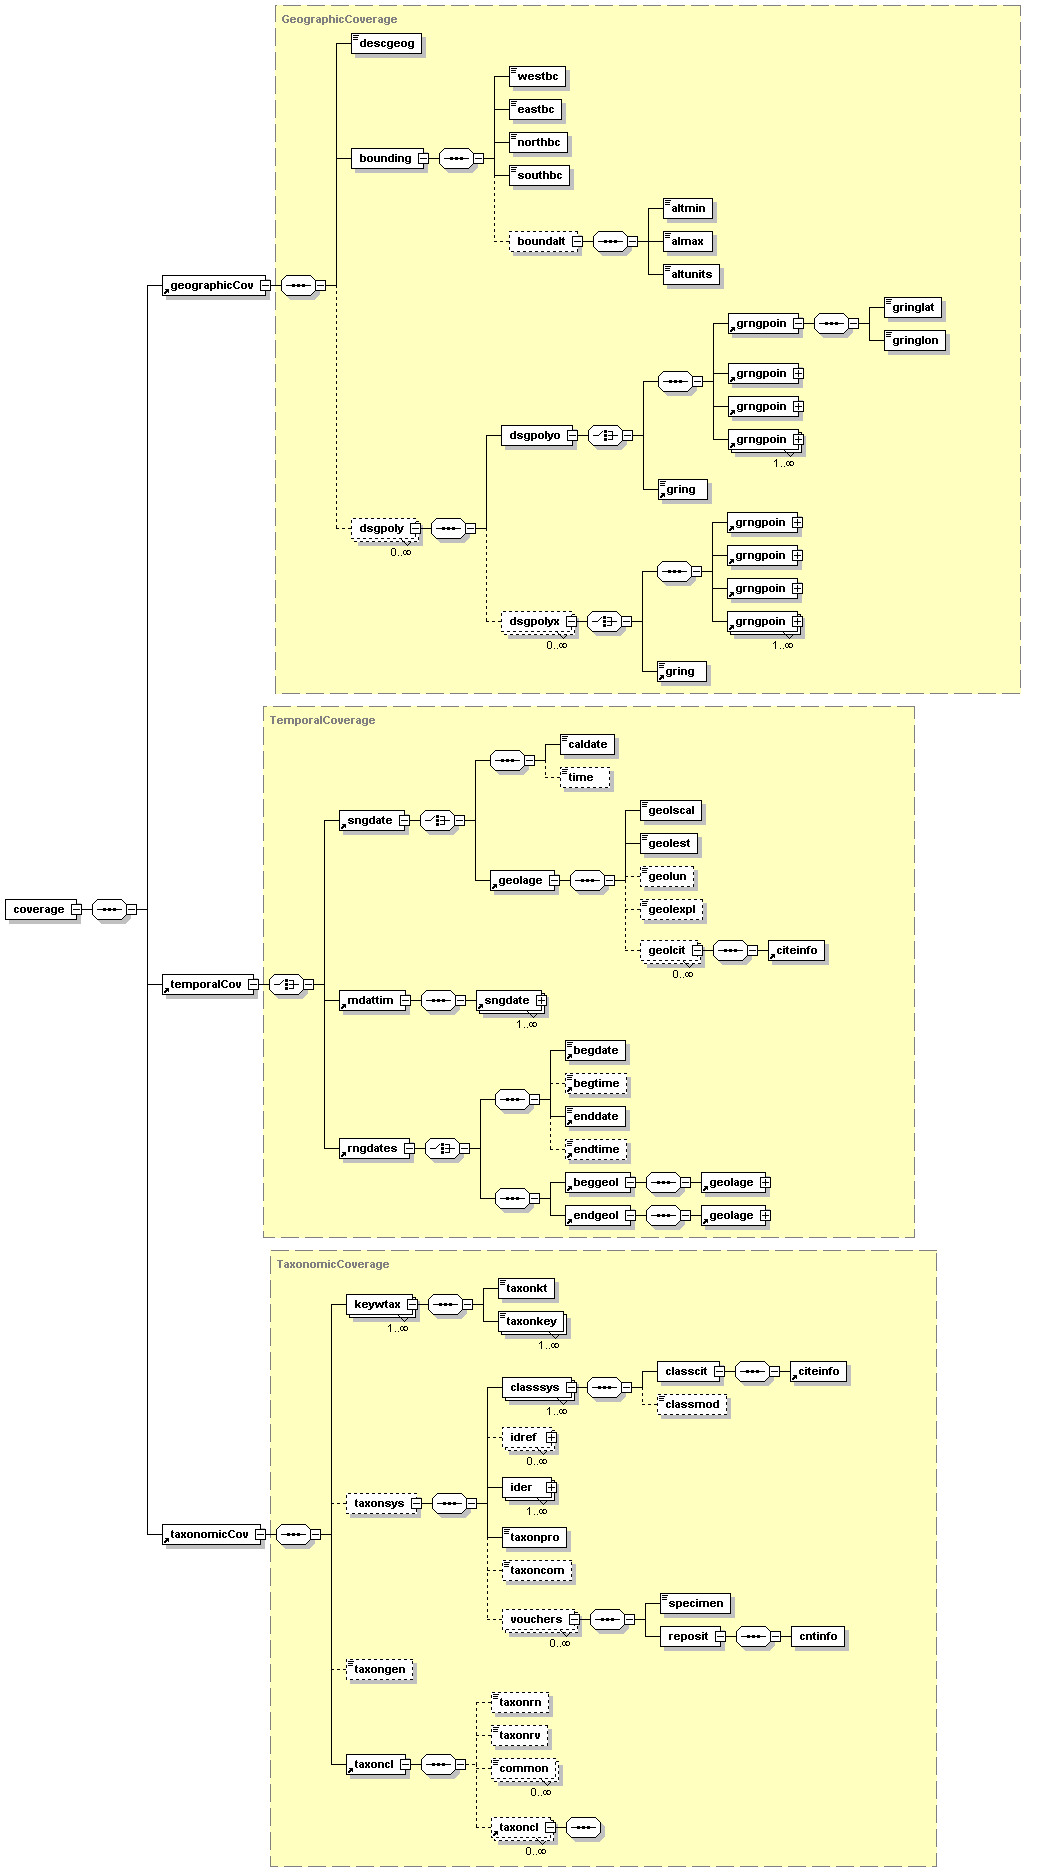 GeographicCoverage
descgeog
westbc
eastbc
bounding
northbc
southbc
altmin
boundalt
almax
altunits
geographicCov
gringlat
grngpoin
gringlon
grngpoin
grngpoin
dsgpolyo
grngpoin
1..∞
gring
grngpoin
dsgpoly
0..∞
grngpoin
grngpoin
dsgpolyx
grngpoin
0..∞
1..∞
gring
TemporalCoverage
caldate
time
geolscal
sngdate
geolest
geolage
geolun
coverage
geolexpl
geolcit
citeinfo
0..∞
temporalCov
mdattim
sngdate
1..∞
begdate
begtime
enddate
rngdates
endtime
beggeol
geolage
endgeol
geolage
TaxonomicCoverage
taxonkt
keywtax
1..∞
taxonkey
1..∞
classcit
citeinfo
classsys
1..∞
classmod
idref
0..∞
ider
taxonsys
1..∞
taxonomicCov
taxonpro
taxoncom
specimen
vouchers
0..∞
reposit
cntinfo
taxongen
taxonrn
taxonrv
taxoncl
common
0..∞
taxoncl
0..∞